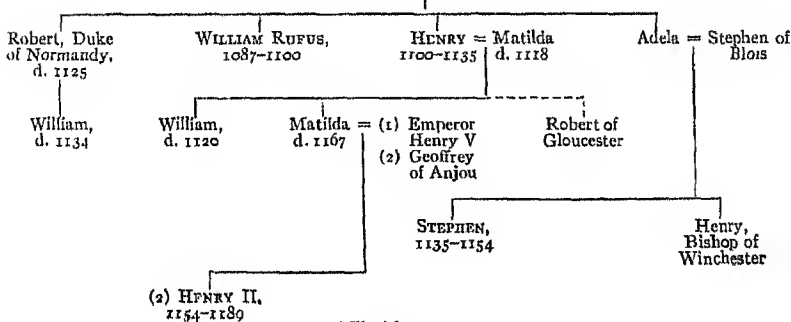 Robert, Duke of Normandy, d. 1125
WILLIAM RUFUS, 1087–1100
HENRY = Matilda
1100–1135 d. 1118
Adela = Stephen of Blois
William, d. 1134
William, d. 1120
Matilda = (1) Emperor Henry V
d. 1167 (2) Geoffrey of Anjou
Robert of Gloucester
STEPHEN, 1135–1154
Henry, Bishop of Winchester
(2) HENRY II, 1154–1189